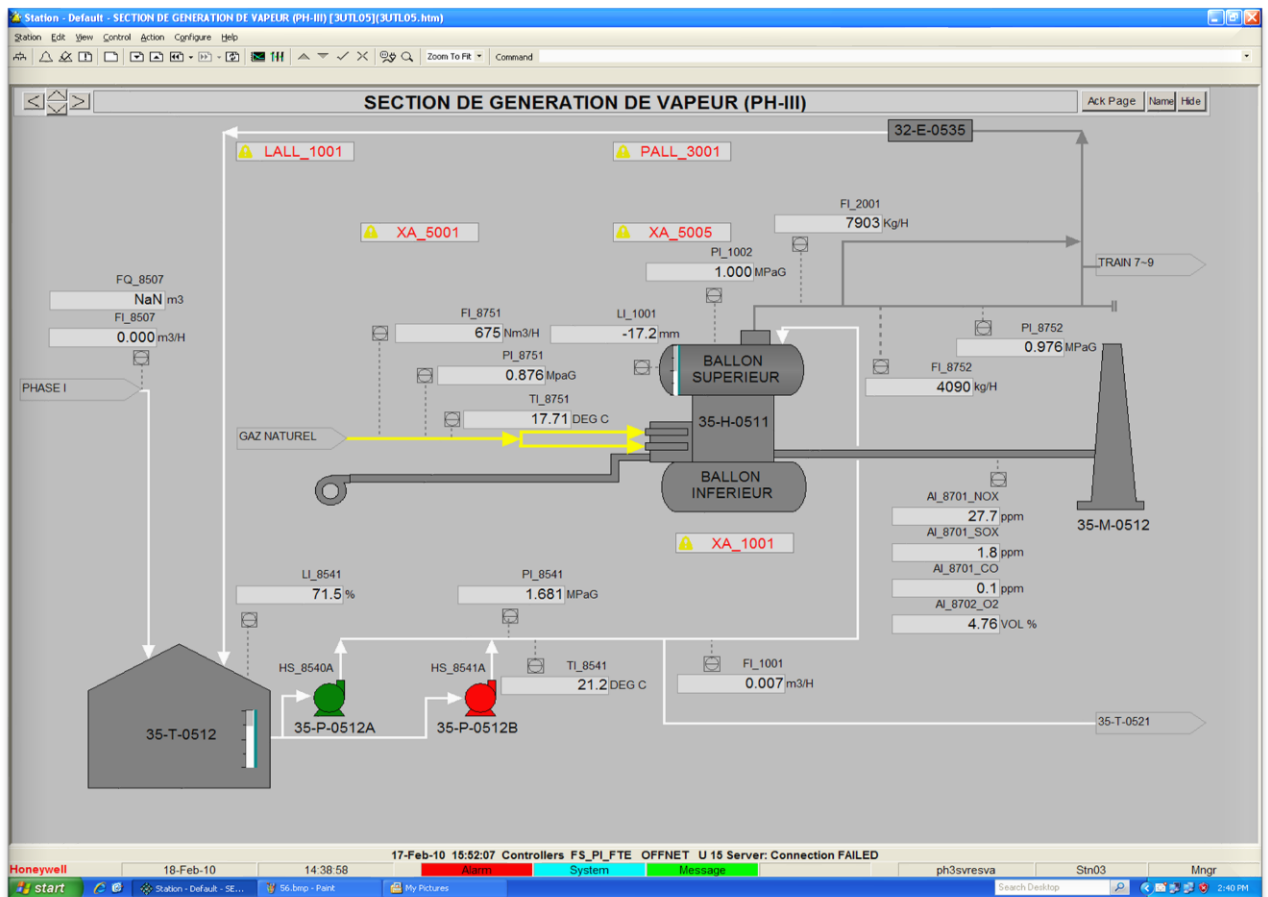 Station - Default - SECTION DE GENERATION DE VAPEUR (PH-III) [3UTL05](3UTL05.htm)
Station Edit View Control Action Configure Help
Zoom To Fit Command
SECTION DE GENERATION DE VAPEUR (PH-III)
Ack Page Name Hide
32-E-0535
LALL_1001
PALL_3001
FI_2001
7903 Kg/H
XA_5001
XA_5005
PI_1002
1.000 MPaG
TRAIN 7~9
FQ_8507
NaN m3
FI_8507
0.000 m3/H
FI_8751
675 Nm3/H
LI_1001
-17.2 mm
PI_8752
0.976 MPaG
PI_8751
0.876 MpaG
BALLON
SUPERIEUR
FI_8752
4090 kg/H
PHASE I
TI_8751
17.71 DEG C
35-H-0511
GAZ NATUREL
BALLON
INFERIEUR
AI_8701_NOX
27.7 ppm
35-M-0512
AI_8701_SOX
1.8 ppm
XA_1001
AI_8701_CO
0.1 ppm
AI_8702_O2
4.76 VOL %
LI_8541
71.5 %
PI_8541
1.681 MPaG
HS_8540A
HS_8541A
TI_8541
21.2 DEG C
FI_1001
0.007 m3/H
35-T-0512
35-P-0512A
35-P-0512B
35-T-0521
17-Feb-10 15:52:07 Controllers FS_PI_FTE OFFNET U 15 Server: Connection FAILED
Honeywell 18-Feb-10 14:38:58 Alarm System Message ph3svresva Stn03 Mngr
start Station - Default - SE... 56.bmp - Paint My Pictures Search Desktop 2:40 PM